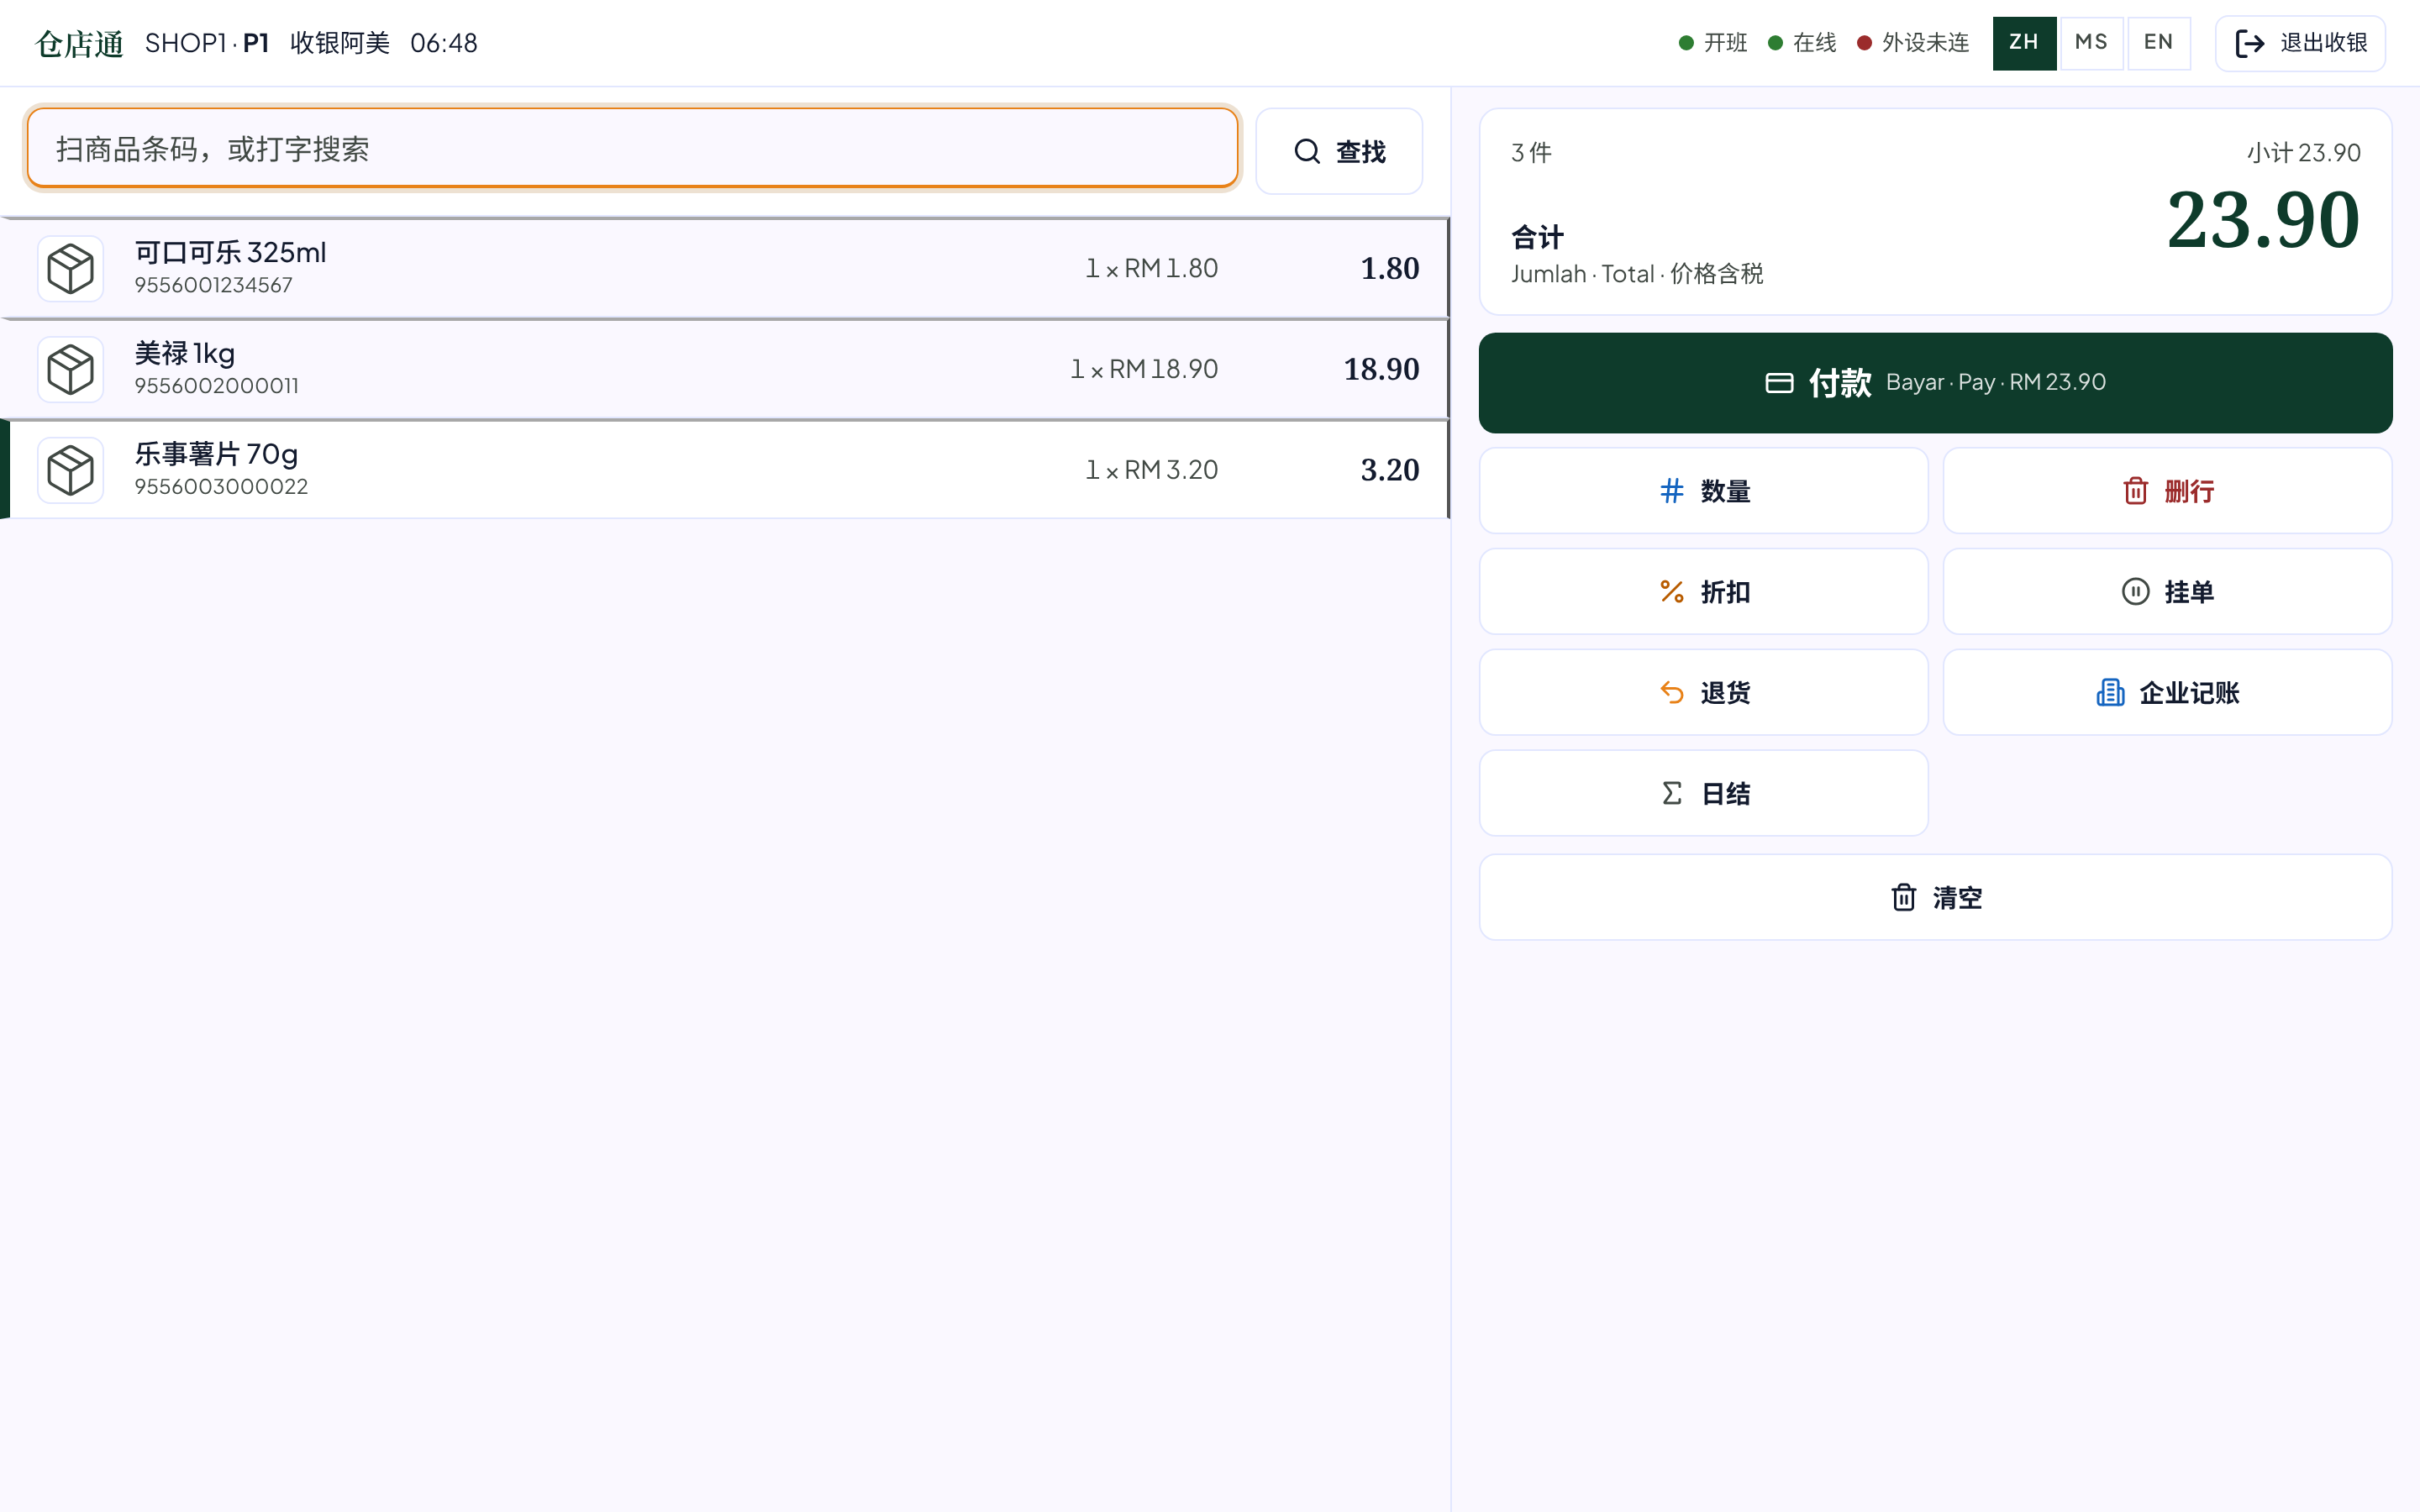 仓店通 SHOP1 · P1 收银阿美 06:48
开班 在线 外设未连 ZH MS EN 退出收银
扫商品条码，或打字搜索
查找
可口可乐 325ml
9556001234567
1 × RM 1.80
1.80
美禄 1kg
9556002000011
1 × RM 18.90
18.90
乐事薯片 70g
9556003000022
1 × RM 3.20
3.20
3 件
小计 23.90
合计
23.90
Jumlah · Total · 价格含税
付款 Bayar · Pay · RM 23.90
数量
删行
折扣
挂单
退货
企业记账
日结
清空